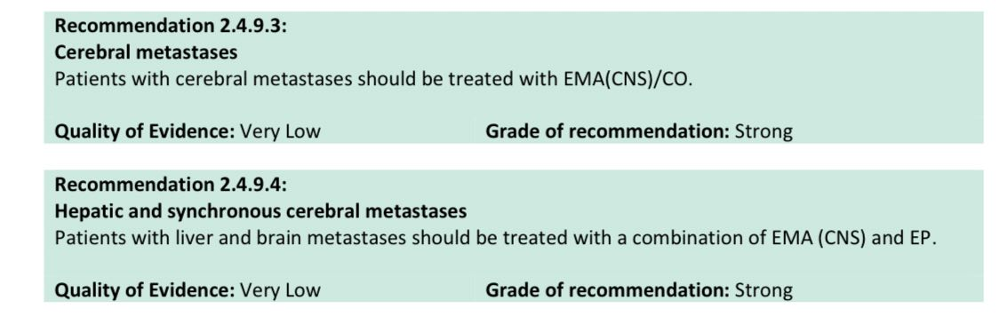 Recommendation 2.4.9.3:
Cerebral metastases
Patients with cerebral metastases should be treated with EMA(CNS)/CO.
Quality of Evidence: Very Low Grade of recommendation: Strong
Recommendation 2.4.9.4:
Hepatic and synchronous cerebral metastases
Patients with liver and brain metastases should be treated with a combination of EMA (CNS) and EP.
Quality of Evidence: Very Low Grade of recommendation: Strong